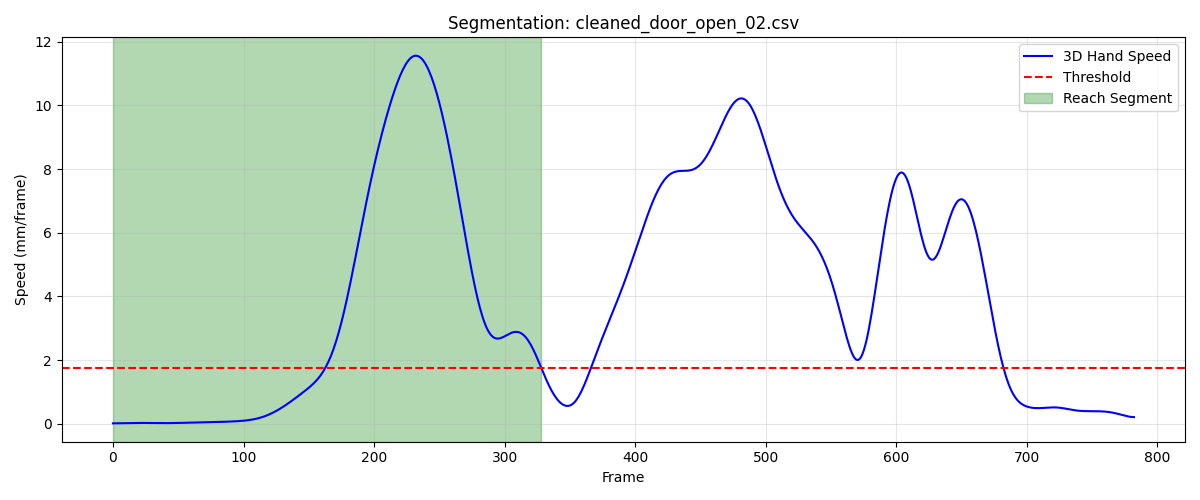 Segmentation: cleaned_door_open_02.csv
12
10
8
6
4
2
0
Speed (mm/frame)
3D Hand Speed
Threshold
Reach Segment
0 100 200 300 400 500 600 700 800
Frame